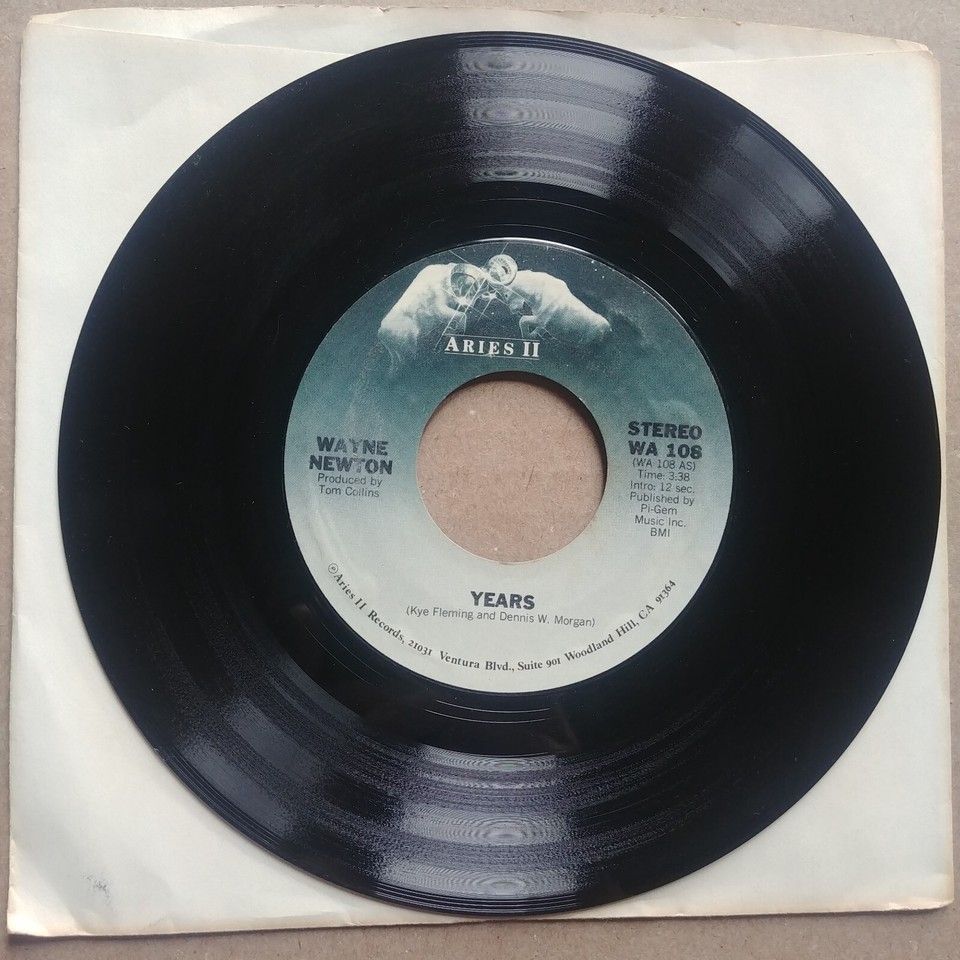 ARIES II
WAYNE
NEWTON
Produced by
Tom Collins
STEREO
WA 108
(WA 108 AS)
Time: 3:38
Intro: 12 sec.
Published by
Pi-Gem
Music Inc.
BMI
YEARS
(Kye Fleming and Dennis W. Morgan)
℗Aries II Records, 21031 Ventura Blvd., Suite 901 Woodland Hill, CA 91364